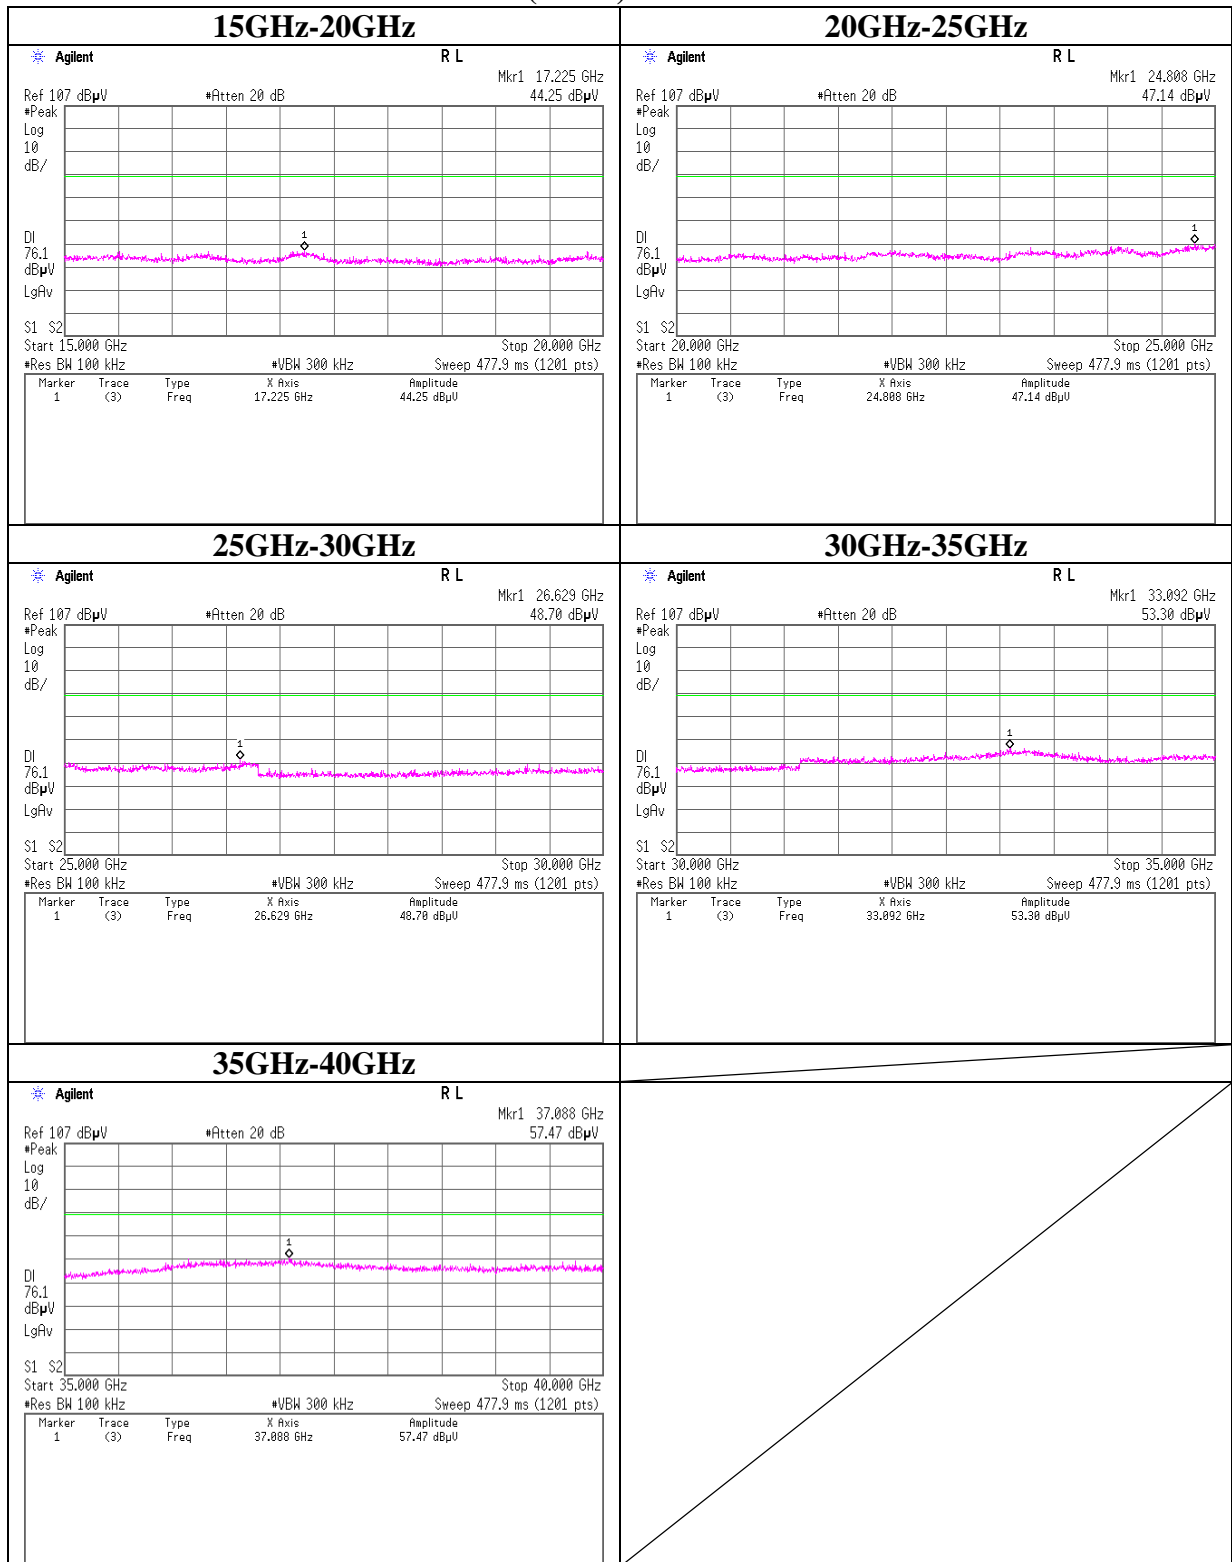 15GHz-20GHz
Agilent R L
Mkr1 17.225 GHz
Ref 107 dBµV #Atten 20 dB 44.25 dBµV
#Peak
Log
10
dB/
1
DI
76.1
dBµV
LgAv
S1 S2
Start 15.000 GHz Stop 20.000 GHz
#Res BW 100 kHz #VBW 300 kHz Sweep 477.9 ms (1201 pts)
Marker Trace Type X Axis Amplitude
1 (3) Freq 17.225 GHz 44.25 dBµV
20GHz-25GHz
Agilent R L
Mkr1 24.808 GHz
Ref 107 dBµV #Atten 20 dB 47.14 dBµV
#Peak
Log
10
dB/
1
DI
76.1
dBµV
LgAv
S1 S2
Start 20.000 GHz Stop 25.000 GHz
#Res BW 100 kHz #VBW 300 kHz Sweep 477.9 ms (1201 pts)
Marker Trace Type X Axis Amplitude
1 (3) Freq 24.808 GHz 47.14 dBµV
25GHz-30GHz
Agilent R L
Mkr1 26.629 GHz
Ref 107 dBµV #Atten 20 dB 48.70 dBµV
#Peak
Log
10
dB/
1
DI
76.1
dBµV
LgAv
S1 S2
Start 25.000 GHz Stop 30.000 GHz
#Res BW 100 kHz #VBW 300 kHz Sweep 477.9 ms (1201 pts)
Marker Trace Type X Axis Amplitude
1 (3) Freq 26.629 GHz 48.70 dBµV
30GHz-35GHz
Agilent R L
Mkr1 33.092 GHz
Ref 107 dBµV #Atten 20 dB 53.30 dBµV
#Peak
Log
10
dB/
1
DI
76.1
dBµV
LgAv
S1 S2
Start 30.000 GHz Stop 35.000 GHz
#Res BW 100 kHz #VBW 300 kHz Sweep 477.9 ms (1201 pts)
Marker Trace Type X Axis Amplitude
1 (3) Freq 33.092 GHz 53.30 dBµV
35GHz-40GHz
Agilent R L
Mkr1 37.088 GHz
Ref 107 dBµV #Atten 20 dB 57.47 dBµV
#Peak
Log
10
dB/
1
DI
76.1
dBµV
LgAv
S1 S2
Start 35.000 GHz Stop 40.000 GHz
#Res BW 100 kHz #VBW 300 kHz Sweep 477.9 ms (1201 pts)
Marker Trace Type X Axis Amplitude
1 (3) Freq 37.088 GHz 57.47 dBµV